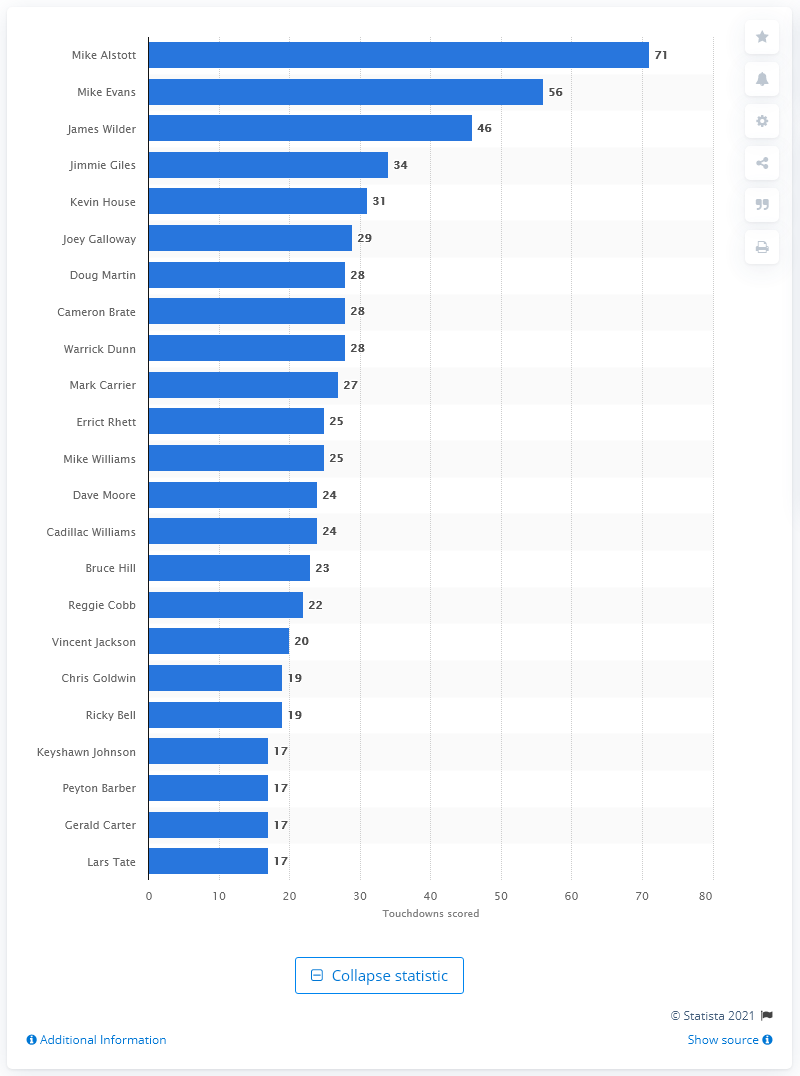 Mike Alstott 71
Mike Evans 56
James Wilder 46
Jimmie Giles 34
Kevin House 31
Joey Galloway 29
Doug Martin 28
Cameron Brate 28
Warrick Dunn 28
Mark Carrier 27
Errict Rhett 25
Mike Williams 25
Dave Moore 24
Cadillac Williams 24
Bruce Hill 23
Reggie Cobb 22
Vincent Jackson 20
Chris Goldwin 19
Ricky Bell 19
Keyshawn Johnson 17
Peyton Barber 17
Gerald Carter 17
Lars Tate 17
0 10 20 30 40 50 60 70 80
Touchdowns scored
Collapse statistic
© Statista 2021
Additional Information Show source